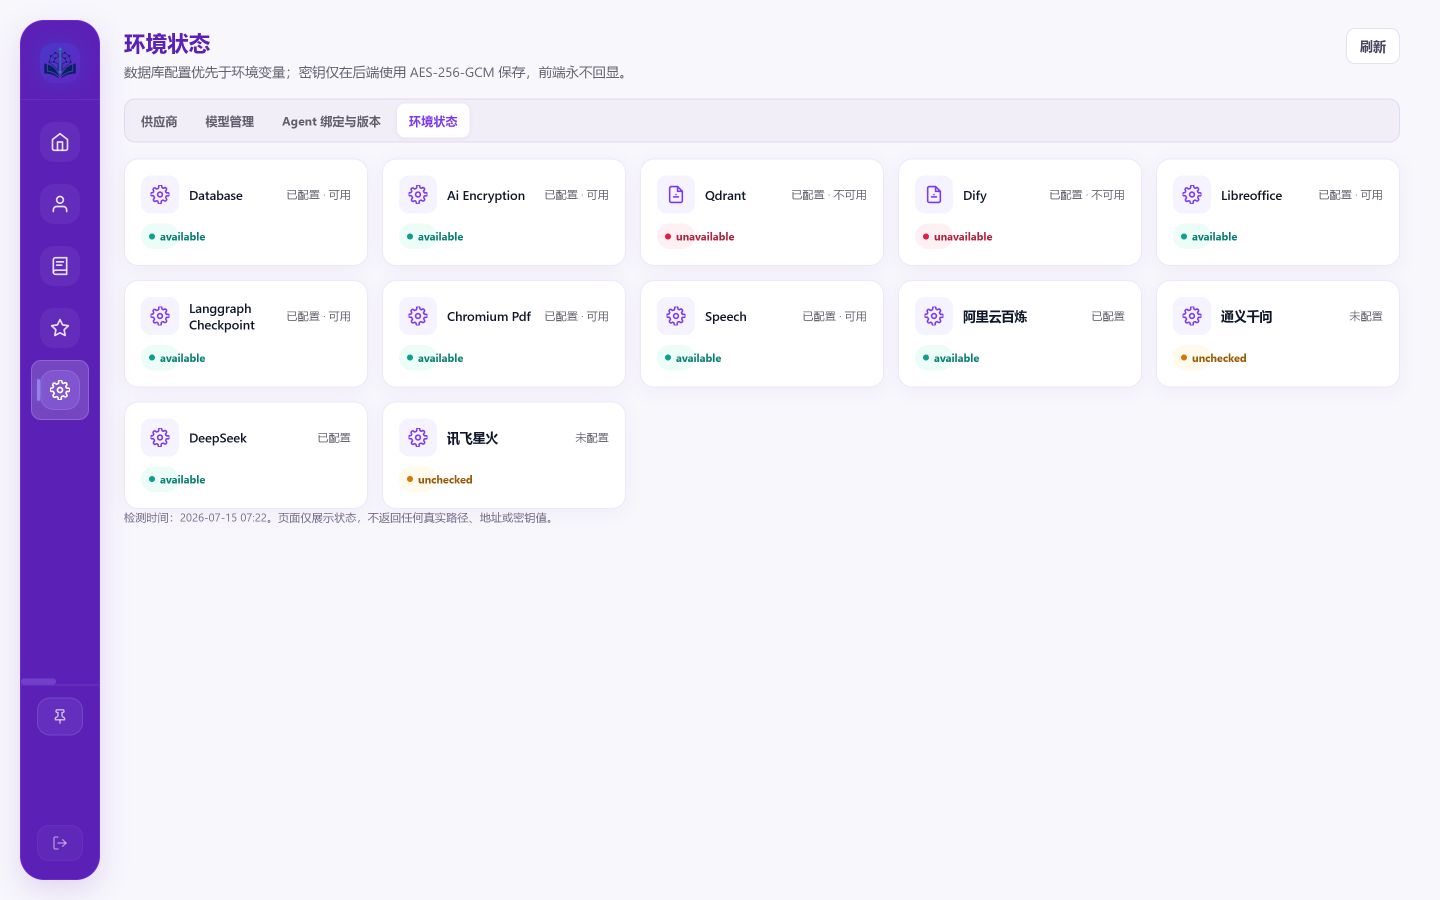 环境状态
刷新
数据库配置优先于环境变量；密钥仅在后端使用 AES-256-GCM 保存，前端永不回显。
供应商
模型管理
Agent 绑定与版本
环境状态
Database
已配置 · 可用
available
Ai Encryption
已配置 · 可用
available
Qdrant
已配置 · 不可用
unavailable
Dify
已配置 · 不可用
unavailable
Libreoffice
已配置 · 可用
available
Langgraph
Checkpoint
已配置 · 可用
available
Chromium Pdf
已配置 · 可用
available
Speech
已配置 · 可用
available
阿里云百炼
已配置
available
通义千问
未配置
unchecked
DeepSeek
已配置
available
讯飞星火
未配置
unchecked
检测时间：2026-07-15 07:22。页面仅展示状态，不返回任何真实路径、地址或密钥值。